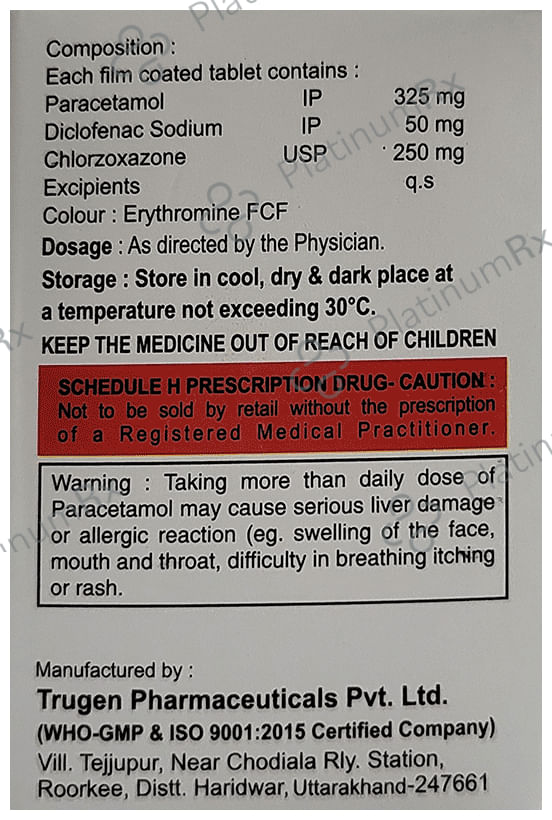 Composition :
Each film coated tablet contains :
Paracetamol IP 325 mg
Diclofenac Sodium IP 50 mg
Chlorzoxazone USP 250 mg
Excipients q.s
Colour : Erythromine FCF
Dosage : As directed by the Physician.
Storage : Store in cool, dry & dark place at
a temperature not exceeding 30°C.
KEEP THE MEDICINE OUT OF REACH OF CHILDREN
SCHEDULE H PRESCRIPTION DRUG- CAUTION :
Not to be sold by retail without the prescription
of a Registered Medical Practitioner.
Warning : Taking more than daily dose of
Paracetamol may cause serious liver damage
or allergic reaction (eg. swelling of the face,
mouth and throat, difficulty in breathing itching
or rash.
Manufactured by :
Trugen Pharmaceuticals Pvt. Ltd.
(WHO-GMP & ISO 9001:2015 Certified Company)
Vill. Tejjupur, Near Chodiala Rly. Station,
Roorkee, Distt. Haridwar, Uttarakhand-247661
PlatinumRx
PlatinumRx